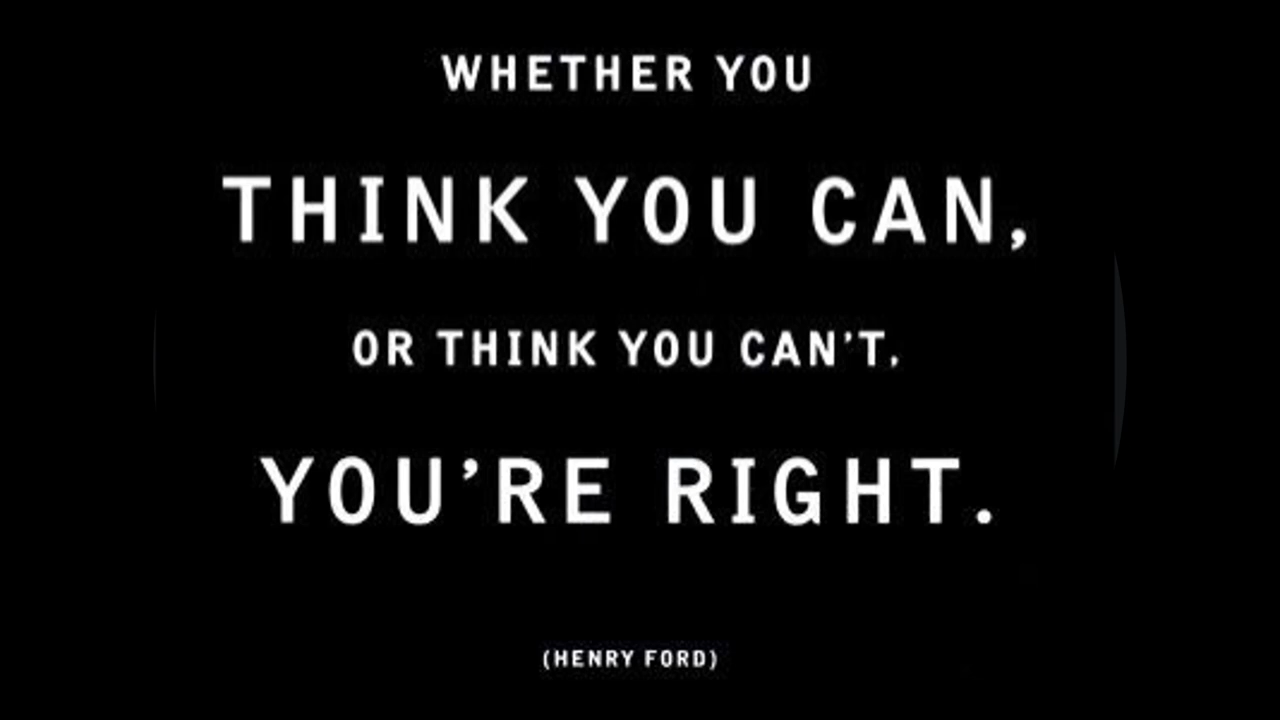 WHETHER YOU
THINK YOU CAN,
OR THINK YOU CAN'T,
YOU'RE RIGHT.
(HENRY FORD)